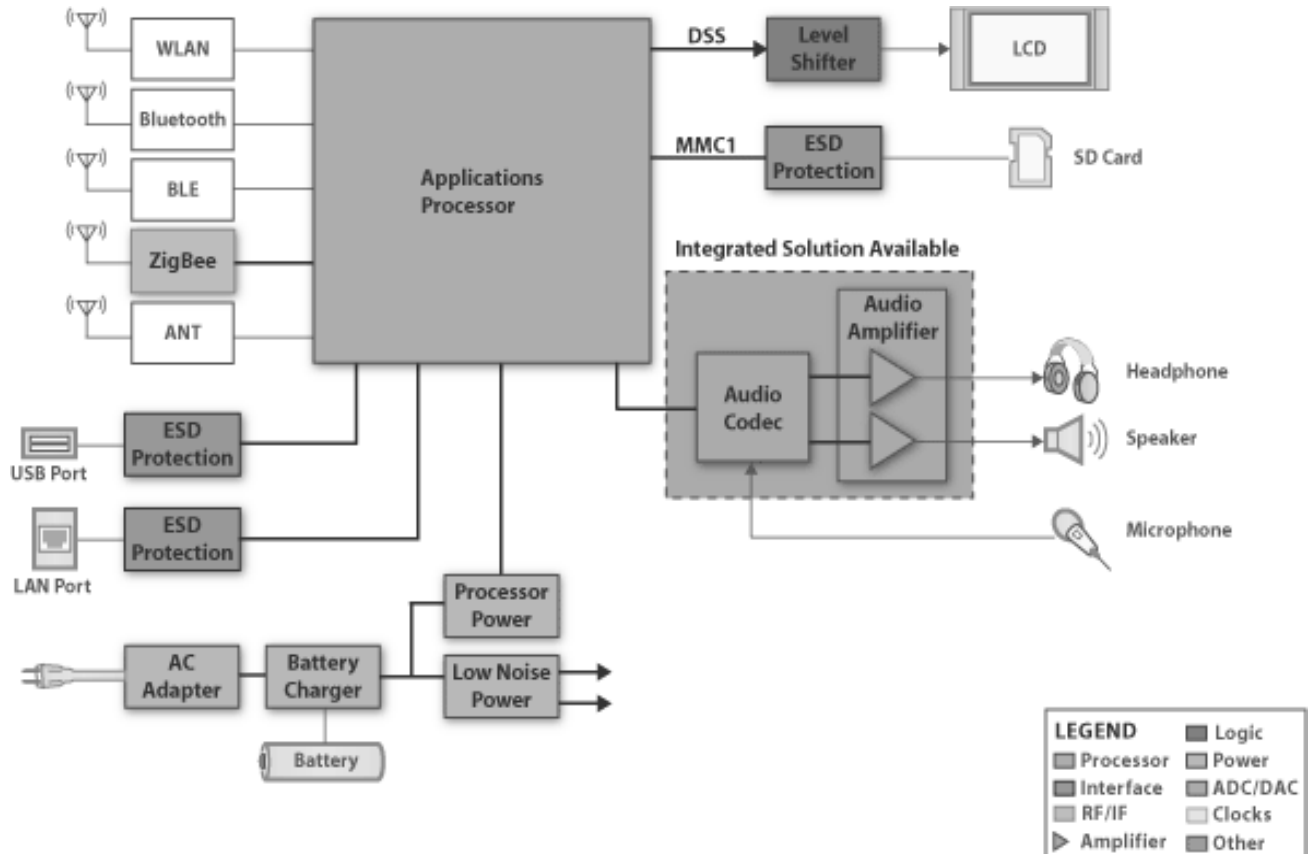 WLAN
Bluetooth
BLE
ZigBee
ANT
Applications
Processor
DSS
Level
Shifter
LCD
MMC1
ESD
Protection
SD Card
Integrated Solution Available
Audio
Amplifier
Audio
Codec
Headphone
Speaker
Microphone
USB Port
ESD
Protection
LAN Port
ESD
Protection
Processor
Power
AC
Adapter
Battery
Charger
Low Noise
Power
Battery
LEGEND
Processor
Interface
RF/IF
Amplifier
Logic
Power
ADC/DAC
Clocks
Other